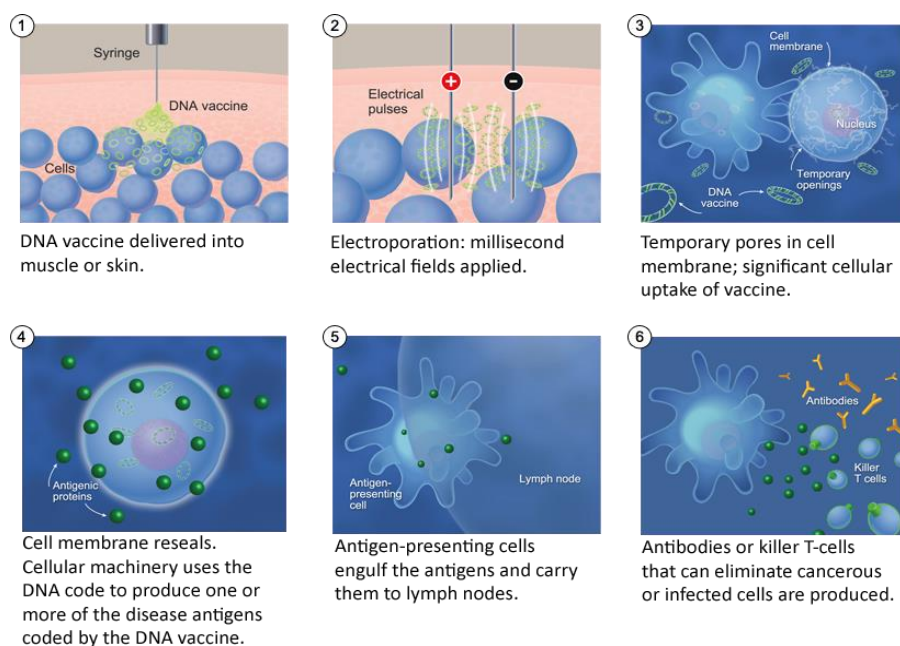 1
Syringe
DNA vaccine
Cells
DNA vaccine delivered into
muscle or skin.
2
Electrical
pulses
+
-
Electroporation: millisecond
electrical fields applied.
3
Cell
membrane
Nucleus
Temporary
openings
DNA
vaccine
Temporary pores in cell
membrane; significant cellular
uptake of vaccine.
4
Antigenic
proteins
Cell membrane reseals.
Cellular machinery uses the
DNA code to produce one or
more of the disease antigens
coded by the DNA vaccine.
5
Antigen-
presenting
cell
Lymph node
Antigen-presenting cells
engulf the antigens and carry
them to lymph nodes.
6
Antibodies
Killer
T cells
Antibodies or killer T-cells
that can eliminate cancerous
or infected cells are produced.